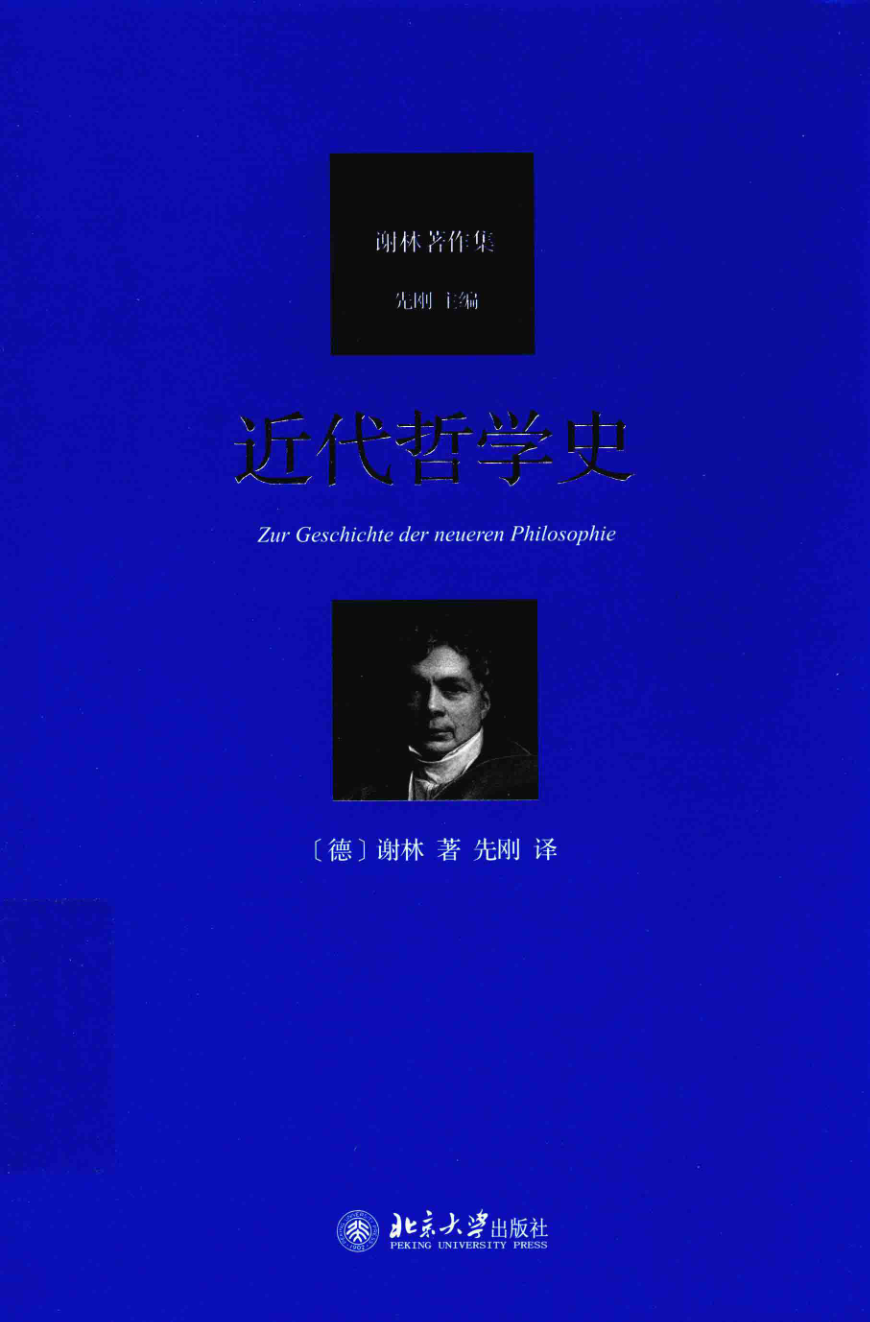 谢林著作集
先刚 主编
近代哲学史
Zur Geschichte der neueren Philosophie
〔德〕谢林 著 先刚 译
北京大学出版社
PEKING UNIVERSITY PRESS